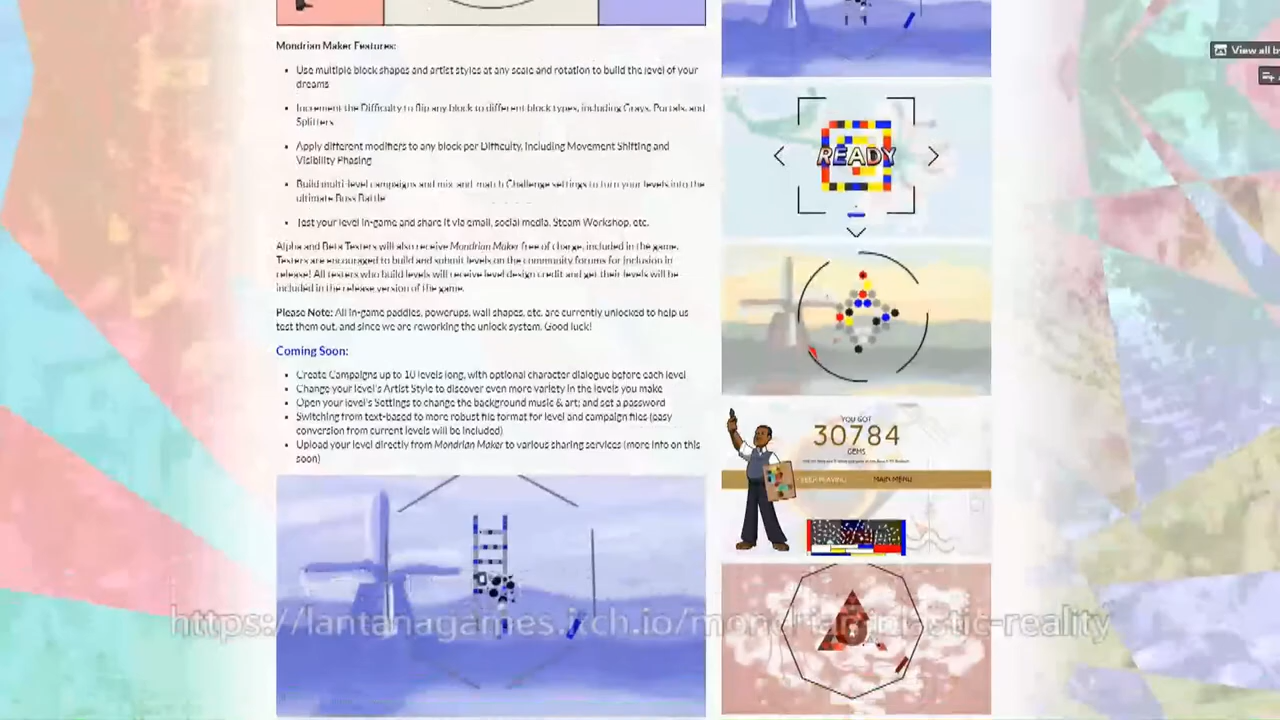 Mondrian Maker Features:
Use multiple block shapes and artist styles at any scale and rotation to build the level of your
dreams
Increment the Difficulty to flip any block to different block types, including Grays, Portals, and
Splitters
Apply different modifiers to any block per Difficulty, including Movement Shifting and
Visibility Phasing
Build multi-level campaigns and mix-and-match Challenge settings to turn your levels into the
ultimate Boss Battle
Test your level in-game and share it via email, social media, Steam Workshop, etc.
Alpha and Beta Testers will also receive Mondrian Maker free of charge, included in the game.
Testers are encouraged to build and submit levels on the community forums for inclusion in
release! All testers who build levels will receive level design credit and get their levels will be
included in the release version of the game.
Please Note: All in-game paddles, powerups, wall shapes, etc. are currently unlocked to help us
test them out, and since we are reworking the unlock system. Good luck!
Coming Soon:
Create Campaigns up to 10 levels long, with optional character dialogue before each level
Change your level's Artist Style to discover even more variety in the levels you make
Open your level's Settings to change the background music & art; and set a password
Switching from text-based to more robust file format for level and campaign files (easy
conversion from current levels will be included)
Upload your level directly from Mondrian Maker to various sharing services (more info on this
soon)
View all by
READY
YOU GOT
30784
GEMS
KEEP PLAYING MAIN MENU
https://lantanagames.itch.io/mondrian-plastic-reality